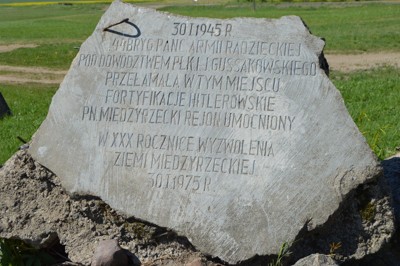 30 I 1945 R.
BRYG. PANC. ARMII RADZIECKIEJ
POD DOWÓDZTWEM PŁK. I. J. GUSAKOWSKIEGO
PRZEŁAMAŁA W TYM MIEJSCU
FORTYFIKACJE HITLEROWSKIE
PN. MIĘDZYRZECKI REJON UMOCNIONY
W XXX ROCZNICĘ WYZWOLENIA
ZIEMI MIĘDZYRZECKIEJ
30 I 1975 R.